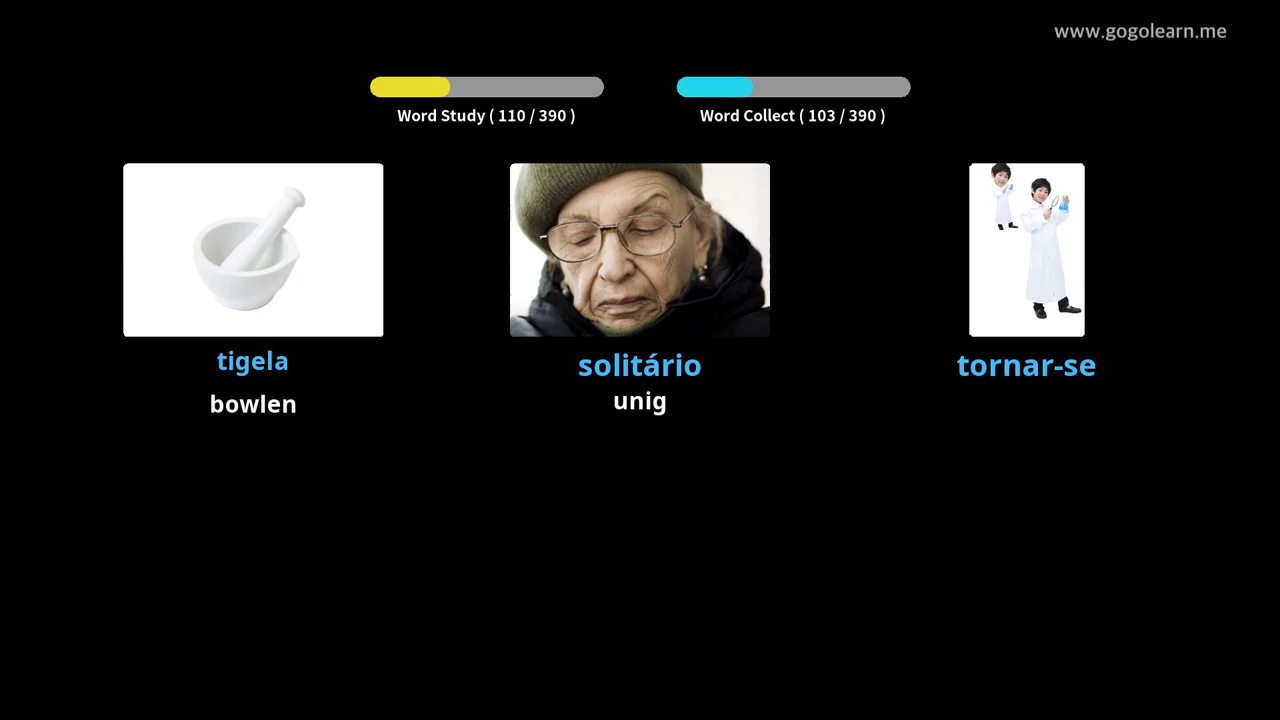 www.gogolearn.me
Word Study ( 110 / 390 )
Word Collect ( 103 / 390 )
tigela
bowlen
solitário
unig
tornar-se